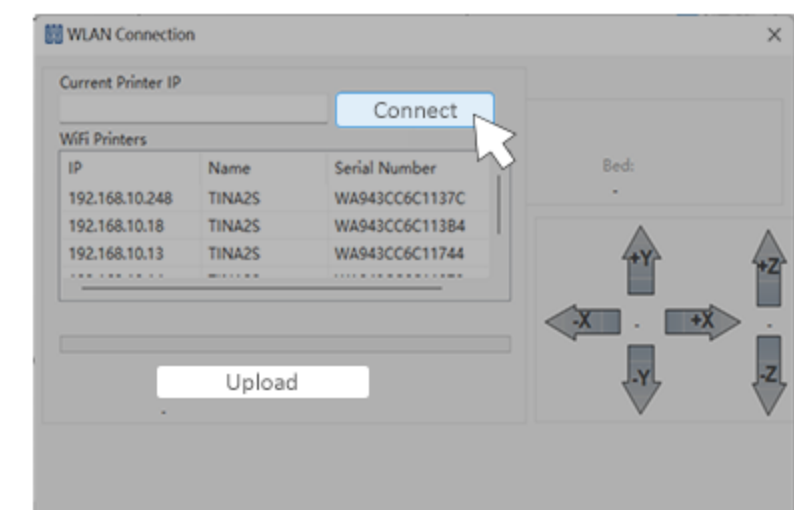 WLAN Connection
Current Printer IP
Connect
WiFi Printers
IP Name Serial Number
192.168.10.248 TINA2S WA943CC6C1137C
192.168.10.18 TINA2S WA943CC6C113B4
192.168.10.13 TINA2S WA943CC6C11744
Upload
-
Bed:
-
+Y
+Z
-X - +X -
-Y
-Z